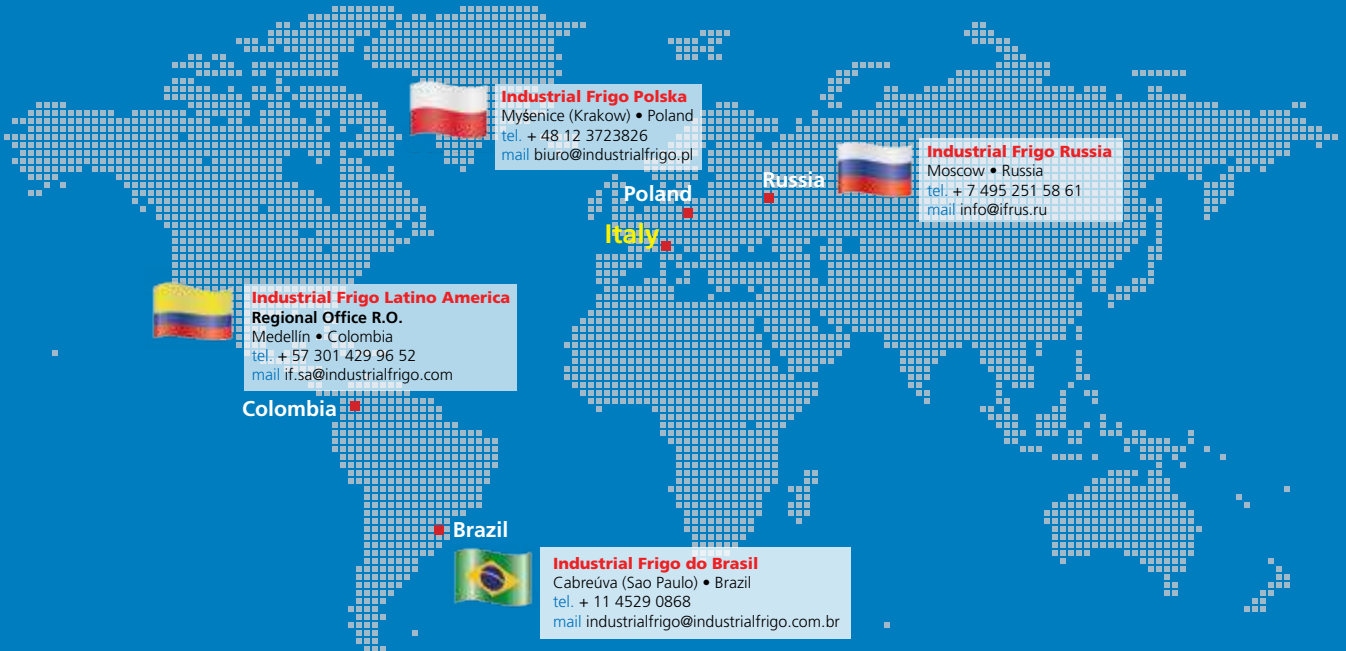 Industrial Frigo Polska
Myśenice (Krakow) • Poland
tel. + 48 12 3723826
mail biuro@industrialfrigo.pl
Industrial Frigo Russia
Moscow • Russia
tel. + 7 495 251 58 61
mail info@ifrus.ru
Russia
Poland
Italy
Industrial Frigo Latino America
Regional Office R.O.
Medellín • Colombia
tel. + 57 301 429 96 52
mail if.sa@industrialfrigo.com
Colombia
Brazil
Industrial Frigo do Brasil
Cabreúva (Sao Paulo) • Brazil
tel. + 11 4529 0868
mail industrialfrigo@industrialfrigo.com.br